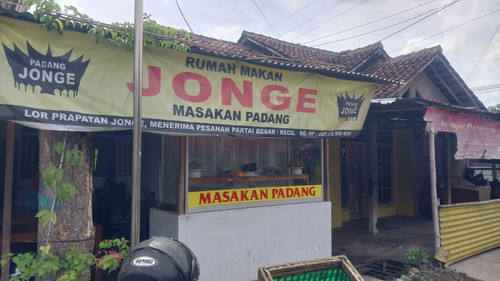 PADANG
JONGE
RUMAH MAKAN
JONGE
MASAKAN PADANG
PADANG
JONGE
LOR PRAPATAN JONGE, MENERIMA PESANAN PARTAI BESAR / KECIL
MASAKAN PADANG